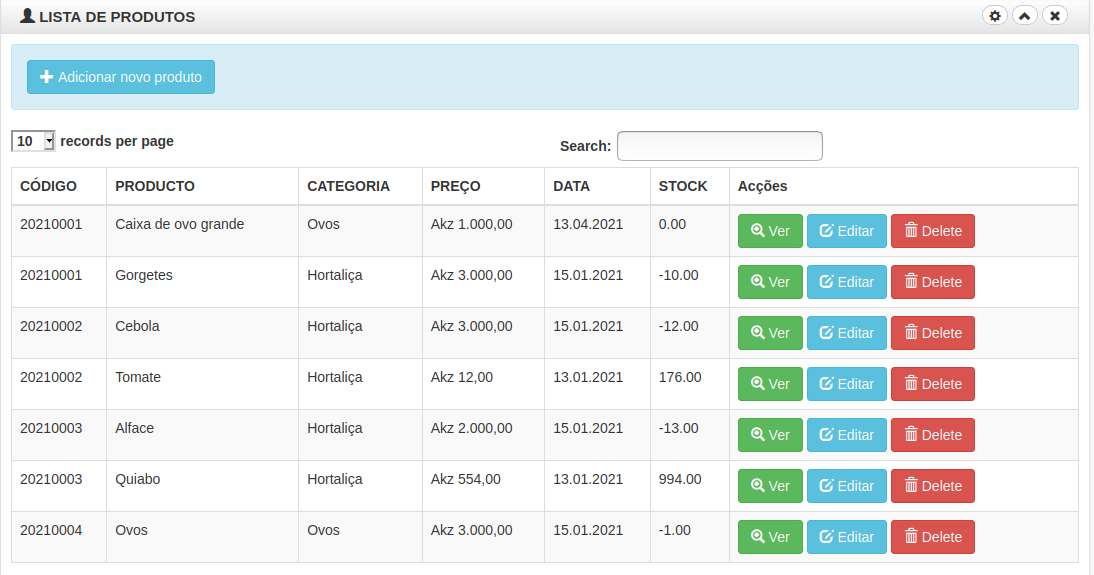 LISTA DE PRODUTOS
Adicionar novo produto
10 records per page Search:
CÓDIGO PRODUCTO CATEGORIA PREÇO DATA STOCK Acções
20210001 Caixa de ovo grande Ovos Akz 1.000,00 13.04.2021 0.00 Ver Editar Delete
20210001 Gorgetes Hortaliça Akz 3.000,00 15.01.2021 -10.00 Ver Editar Delete
20210002 Cebola Hortaliça Akz 3.000,00 15.01.2021 -12.00 Ver Editar Delete
20210002 Tomate Hortaliça Akz 12,00 13.01.2021 176.00 Ver Editar Delete
20210003 Alface Hortaliça Akz 2.000,00 15.01.2021 -13.00 Ver Editar Delete
20210003 Quiabo Hortaliça Akz 554,00 13.01.2021 994.00 Ver Editar Delete
20210004 Ovos Ovos Akz 3.000,00 15.01.2021 -1.00 Ver Editar Delete